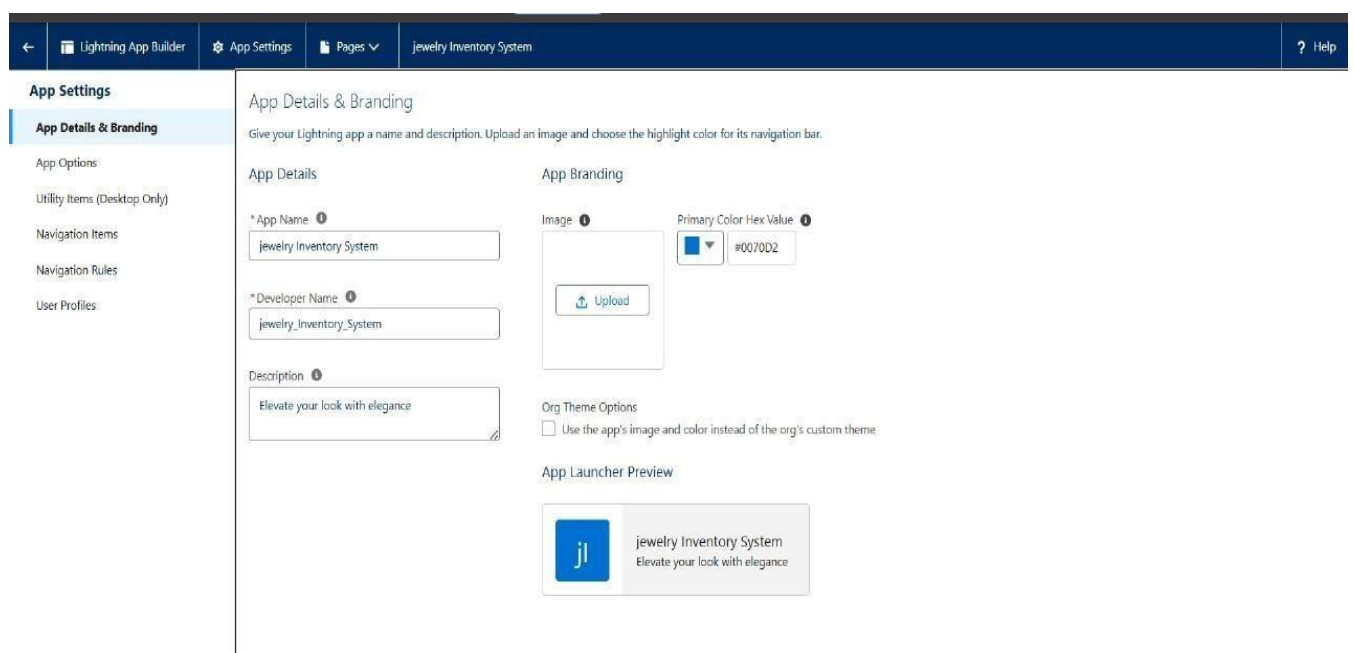 Lightning App Builder
App Settings
Pages
jewelry Inventory System
? Help
App Settings
App Details & Branding
App Options
Utility Items (Desktop Only)
Navigation Items
Navigation Rules
User Profiles
App Details & Branding
Give your Lightning app a name and description. Upload an image and choose the highlight color for its navigation bar.
App Details
*App Name
jewelry Inventory System
*Developer Name
jewelry_Inventory_System
Description
Elevate your look with elegance
App Branding
Image
Upload
Primary Color Hex Value
#0070D2
Org Theme Options
Use the app's image and color instead of the org's custom theme
App Launcher Preview
jI
jewelry Inventory System
Elevate your look with elegance